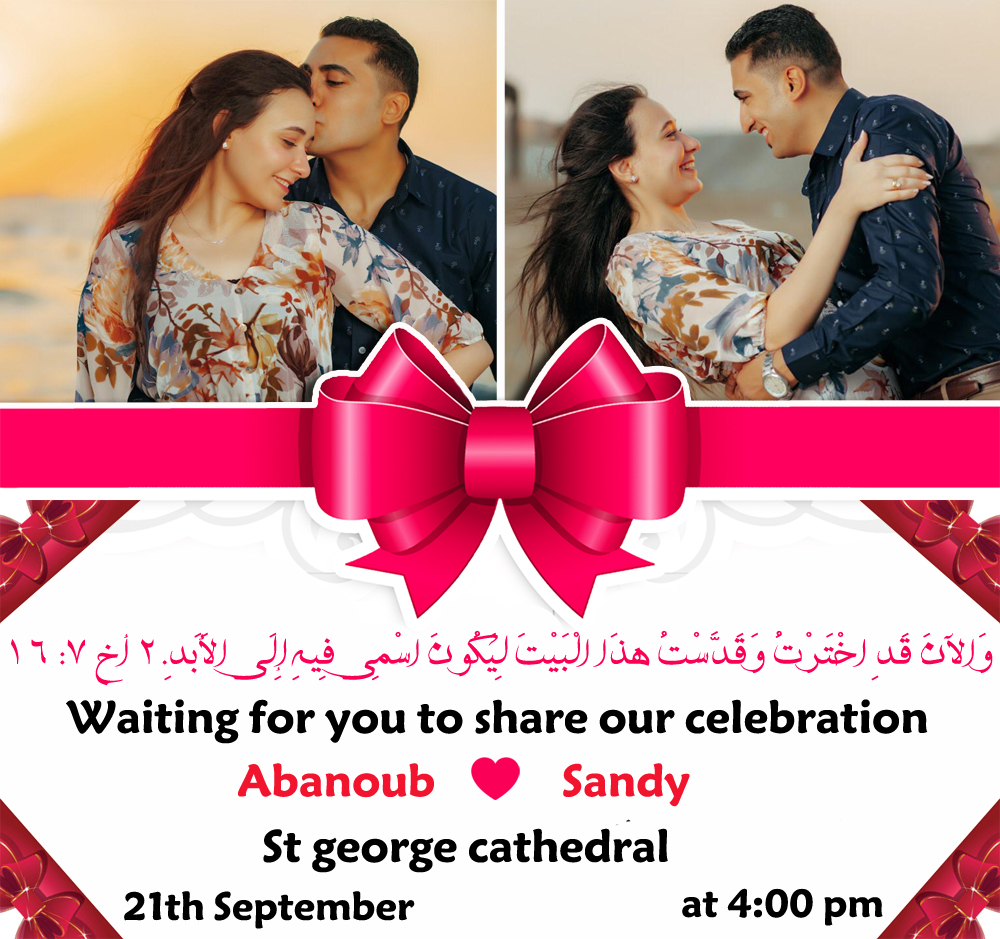 وَالآنَ قَدِ اخْتَرْتُ وَقَدَّسْتُ هذَا الْبَيْتَ لِيَكُونَ اسْمِي فِيهِ إِلَى الأَبَدِ. ٢ أخ ٧: ١٦
Waiting for you to share our celebration
Abanoub Sandy
St george cathedral
21th September at 4:00 pm